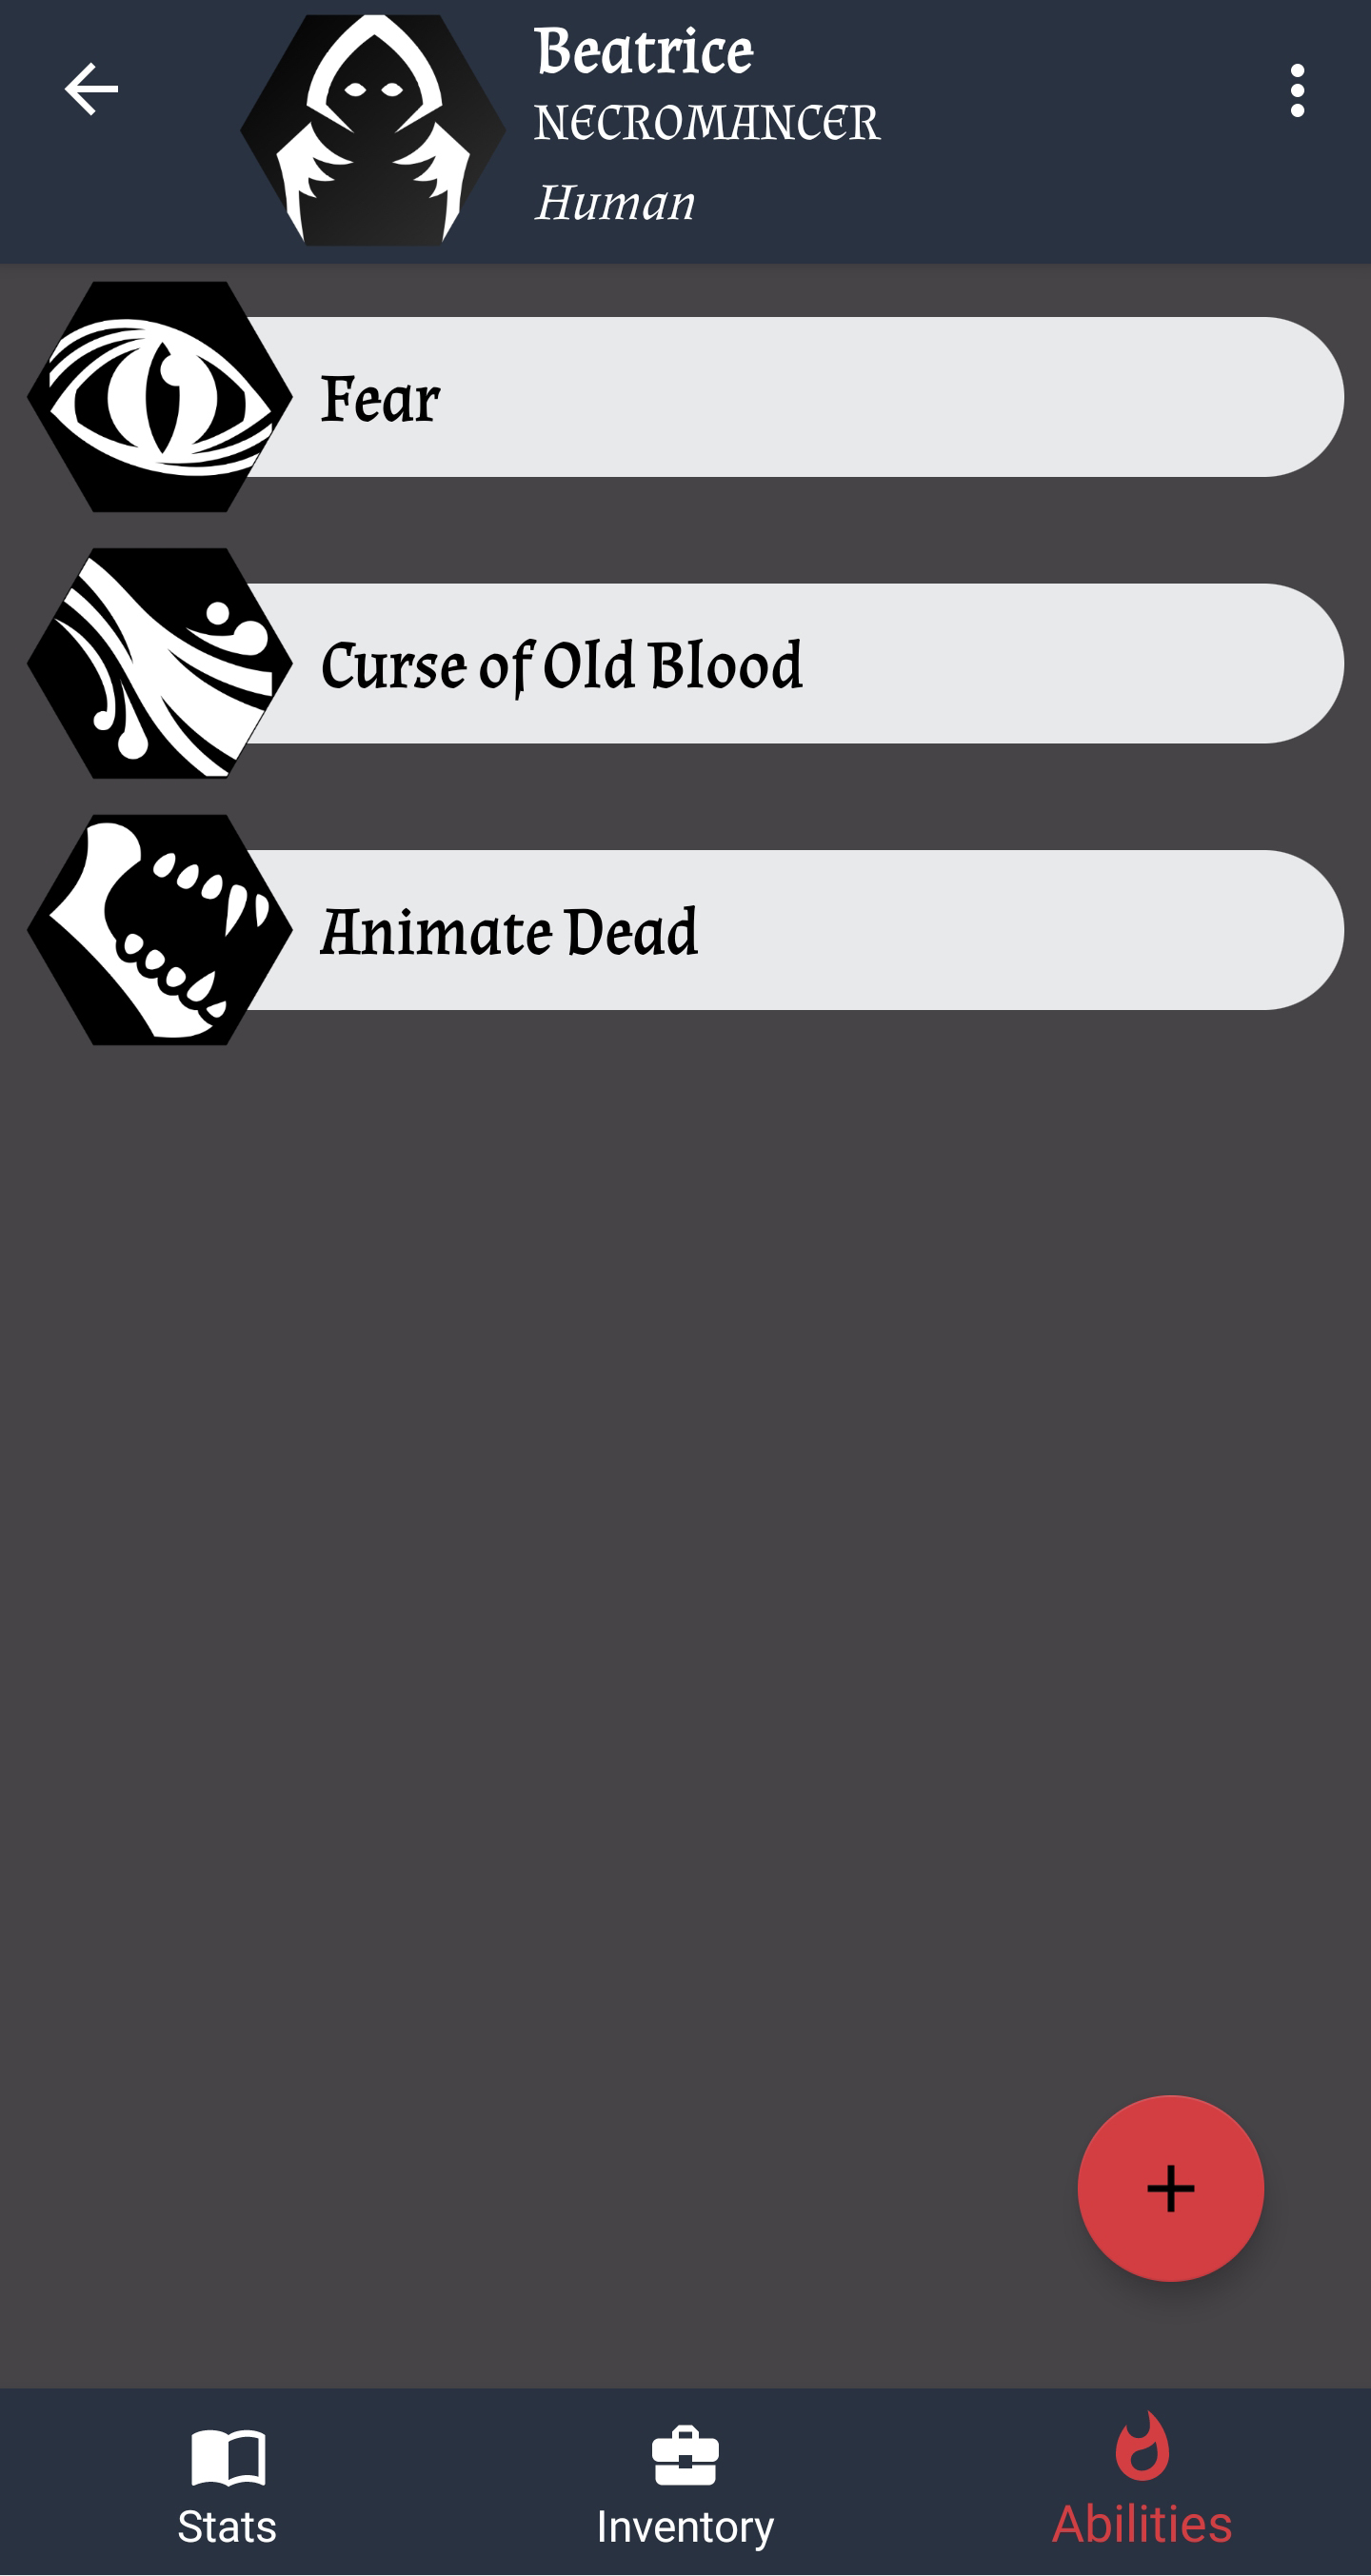 Beatrice
NECROMANCER
Human
Fear
Curse of Old Blood
Animate Dead
Stats
Inventory
Abilities